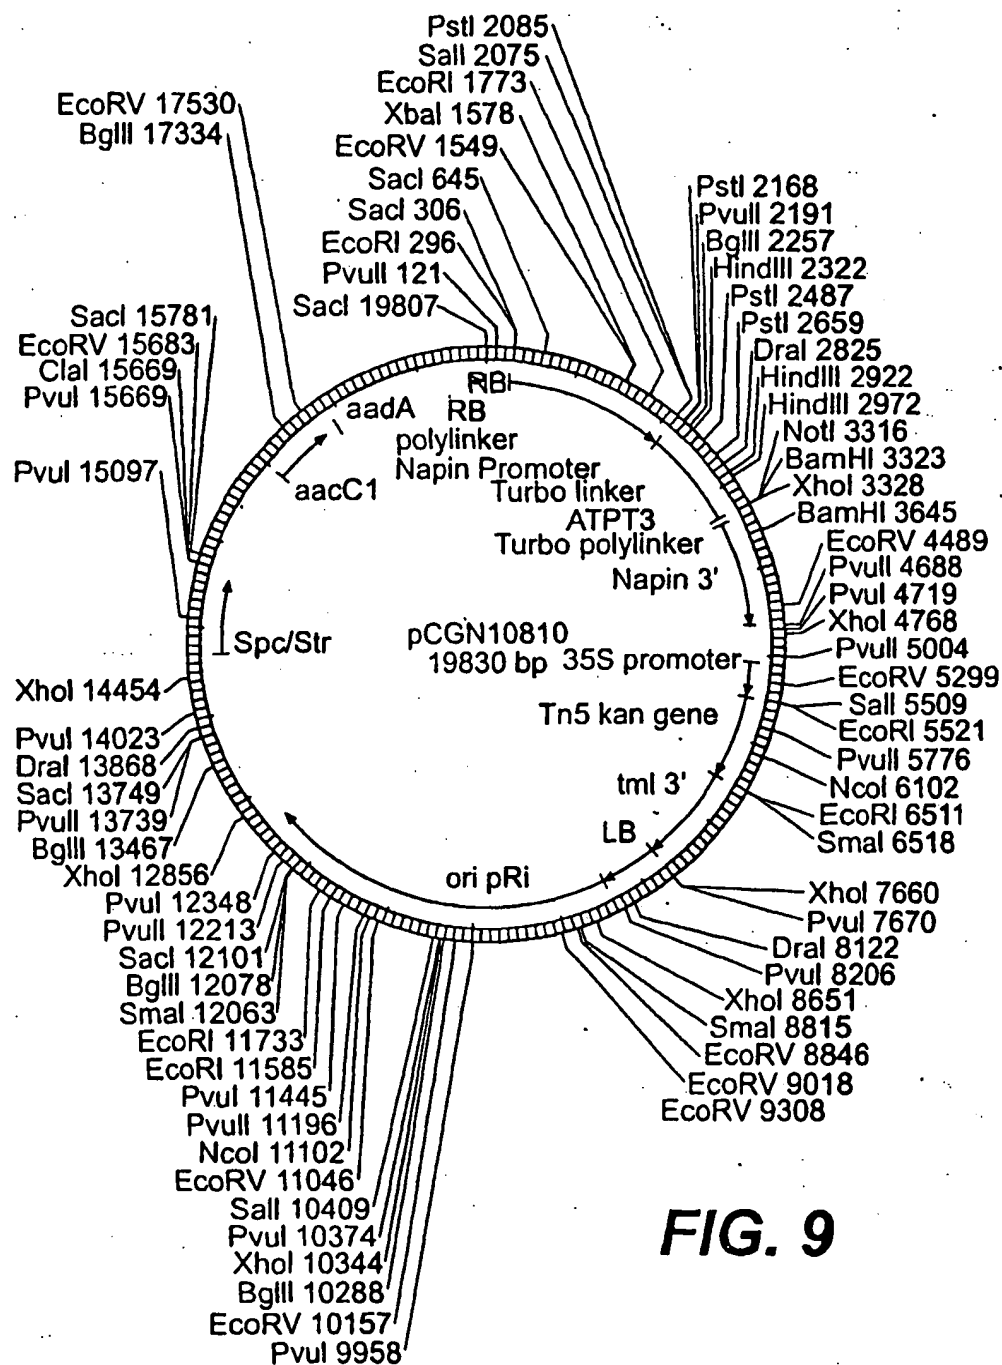 PstI 2085
SalI 2075
EcoRI 1773
XbaI 1578
EcoRV 1549
SacI 645
SacI 306
EcoRI 296
PvuII 121
SacI 19807
EcoRV 17530
BglII 17334
SacI 15781
EcoRV 15683
ClaI 15669
PvuI 15669
PvuI 15097
XhoI 14454
PvuI 14023
DraI 13868
SacI 13749
PvuII 13739
BglII 13467
XhoI 12856
PvuI 12348
PvuII 12213
SacI 12101
BglII 12078
SmaI 12063
EcoRI 11733
EcoRI 11585
PvuI 11445
PvuII 11196
NcoI 11102
EcoRV 11046
SalI 10409
PvuI 10374
XhoI 10344
BglII 10288
EcoRV 10157
PvuI 9958
PstI 2168
PvuII 2191
BglII 2257
HindIII 2322
PstI 2487
PstI 2659
DraI 2825
HindIII 2922
HindIII 2972
NotI 3316
BamHI 3323
XhoI 3328
BamHI 3645
EcoRV 4489
PvuII 4688
PvuI 4719
XhoI 4768
PvuII 5004
EcoRV 5299
SalI 5509
EcoRI 5521
PvuII 5776
NcoI 6102
EcoRI 6511
SmaI 6518
XhoI 7660
PvuI 7670
DraI 8122
PvuI 8206
XhoI 8651
SmaI 8815
EcoRV 8846
EcoRV 9018
EcoRV 9308
RB
aadA
RB
polylinker
Napin Promoter
aacC1
Turbo linker
ATPT3
Turbo polylinker
Napin 3'
Spc/Str
pCGN10810
19830 bp
35S promoter
Tn5 kan gene
tml 3'
LB
ori pRi
FIG. 9